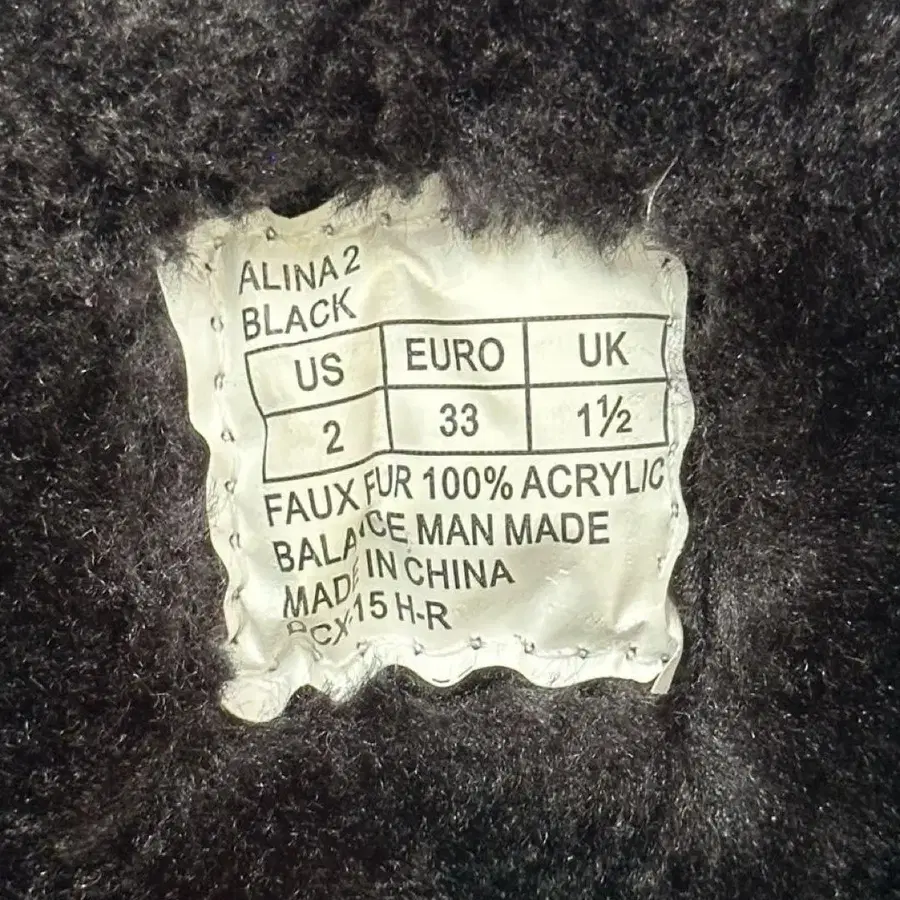 ALINA 2
BLACK
US EURO UK
2 33 1½
FAUX FUR 100% ACRYLIC
BALANCE MAN MADE
MADE IN CHINA
15 H-R